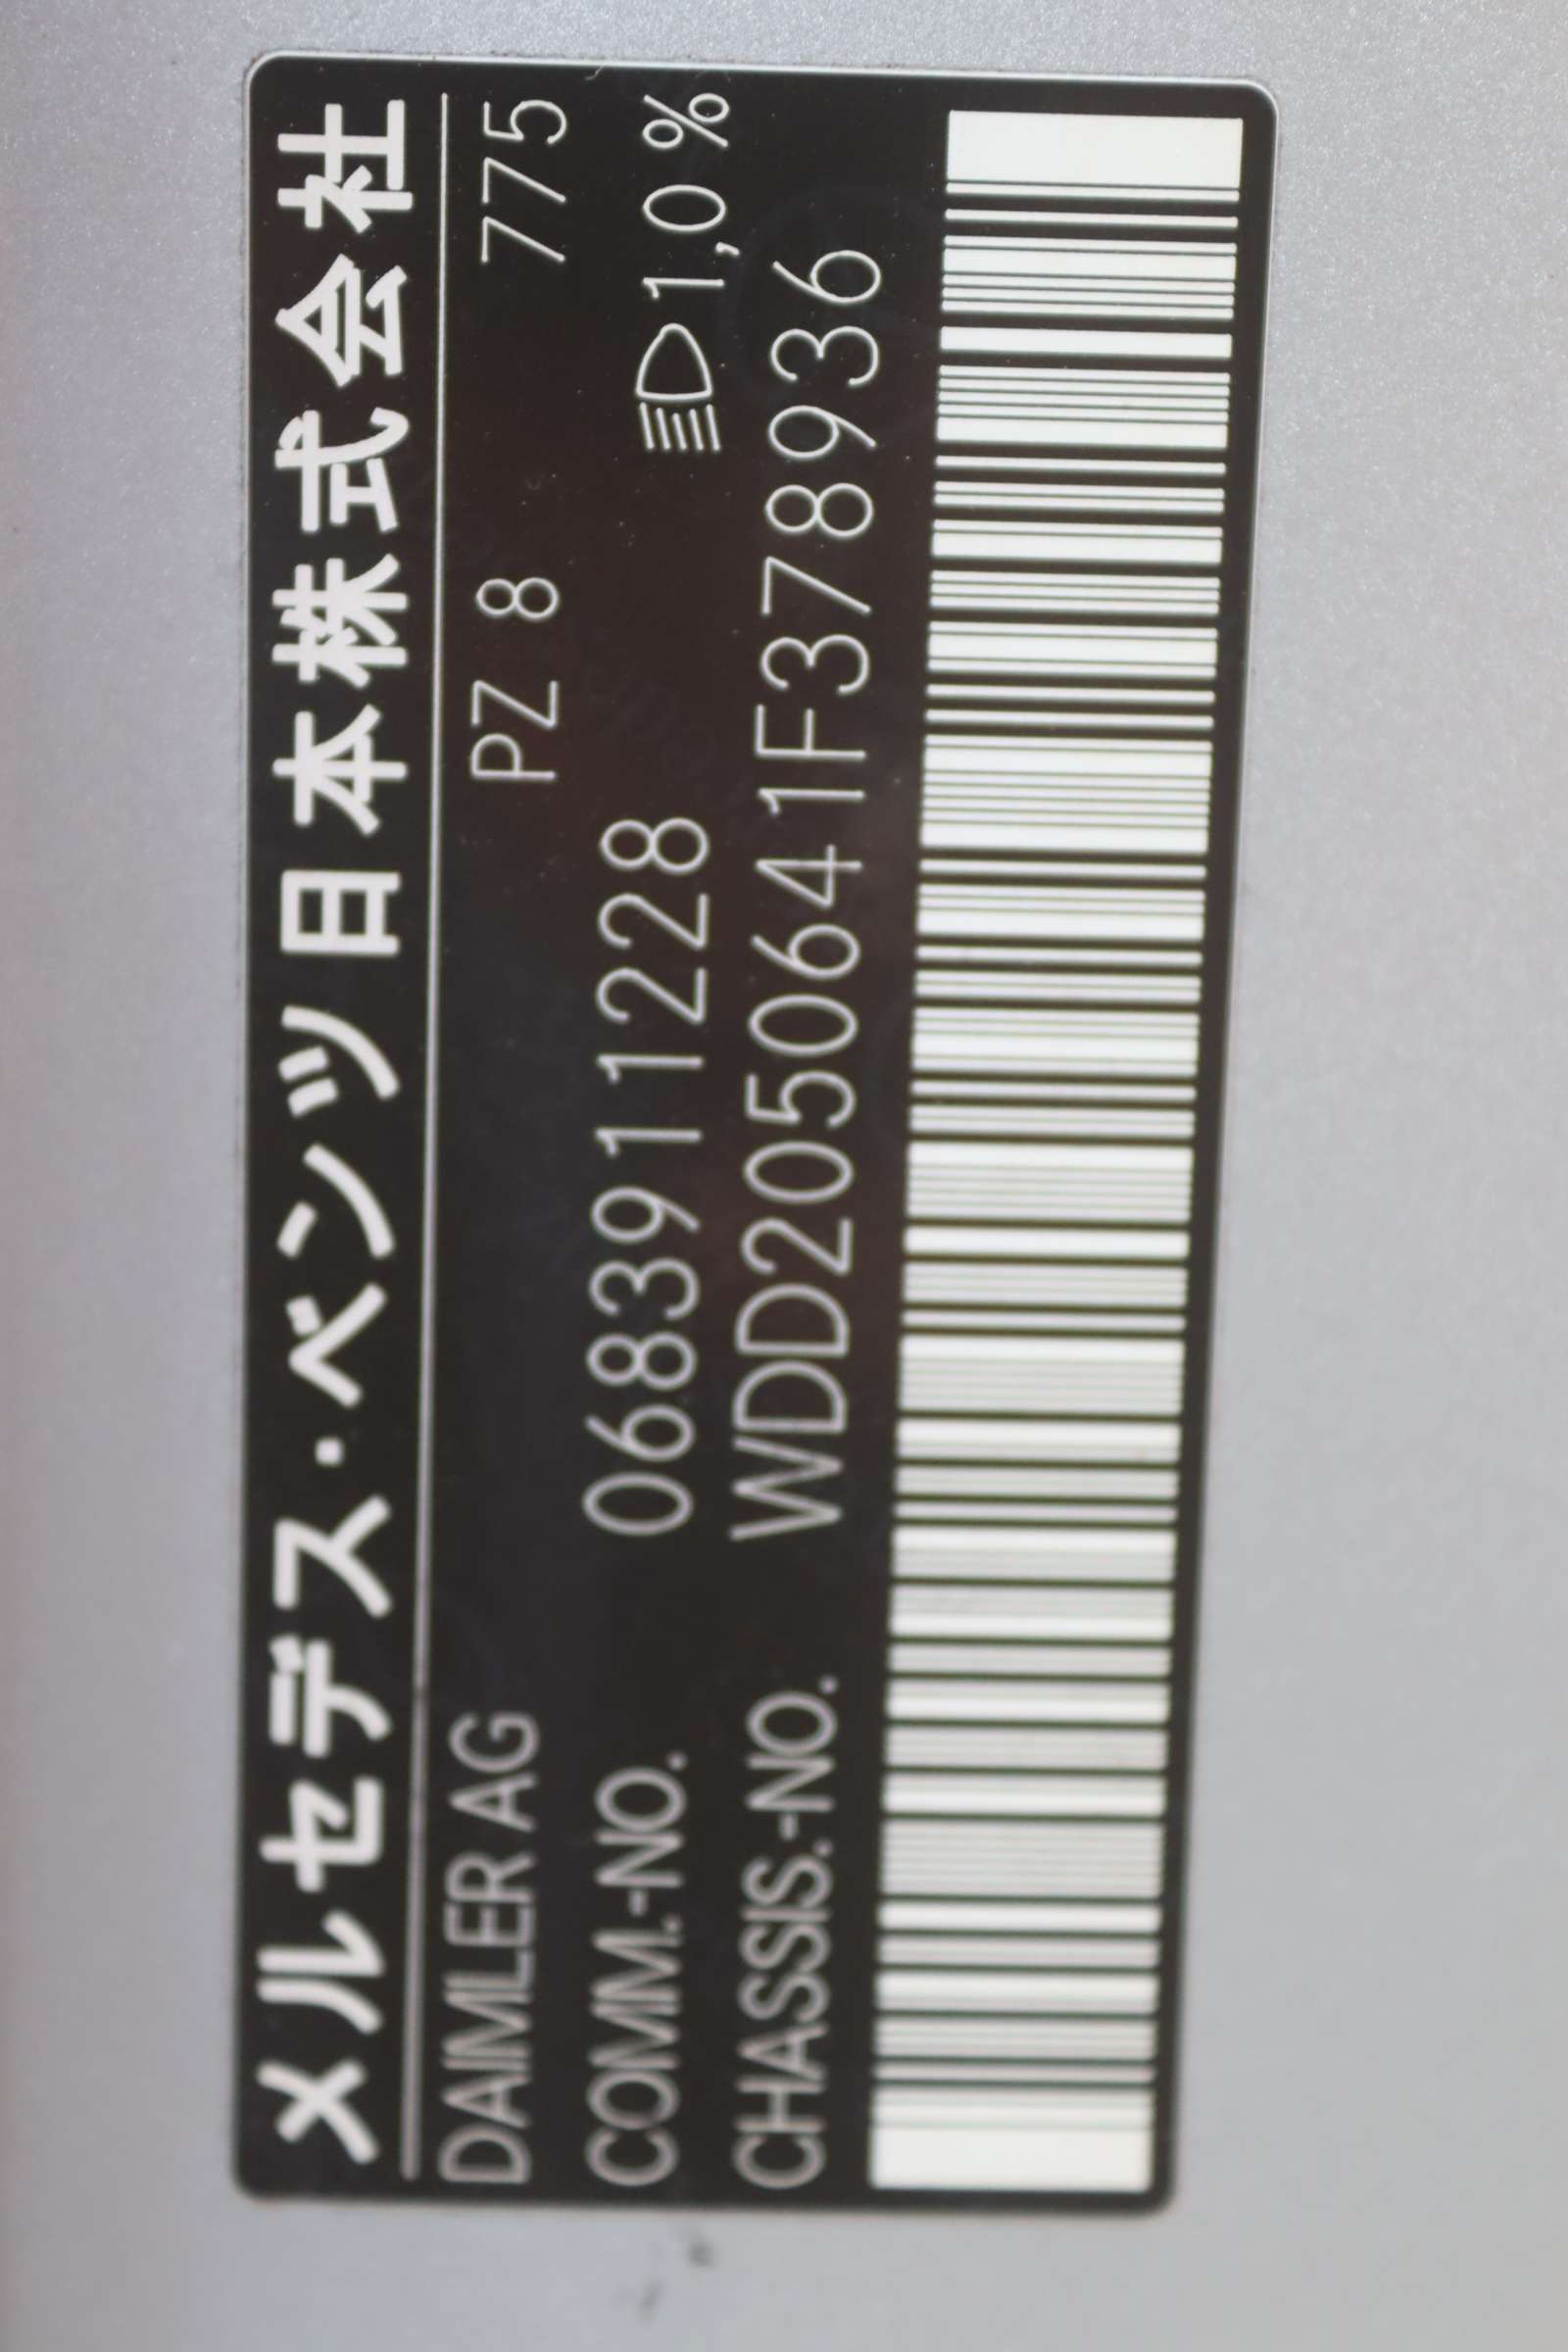 メルセデス・ベンツ日本株式会社
DAIMLER AG PZ 8 775
COMM.-NO. 0683911228 1,0 %
CHASSIS.-NO. WDD2050641F378936